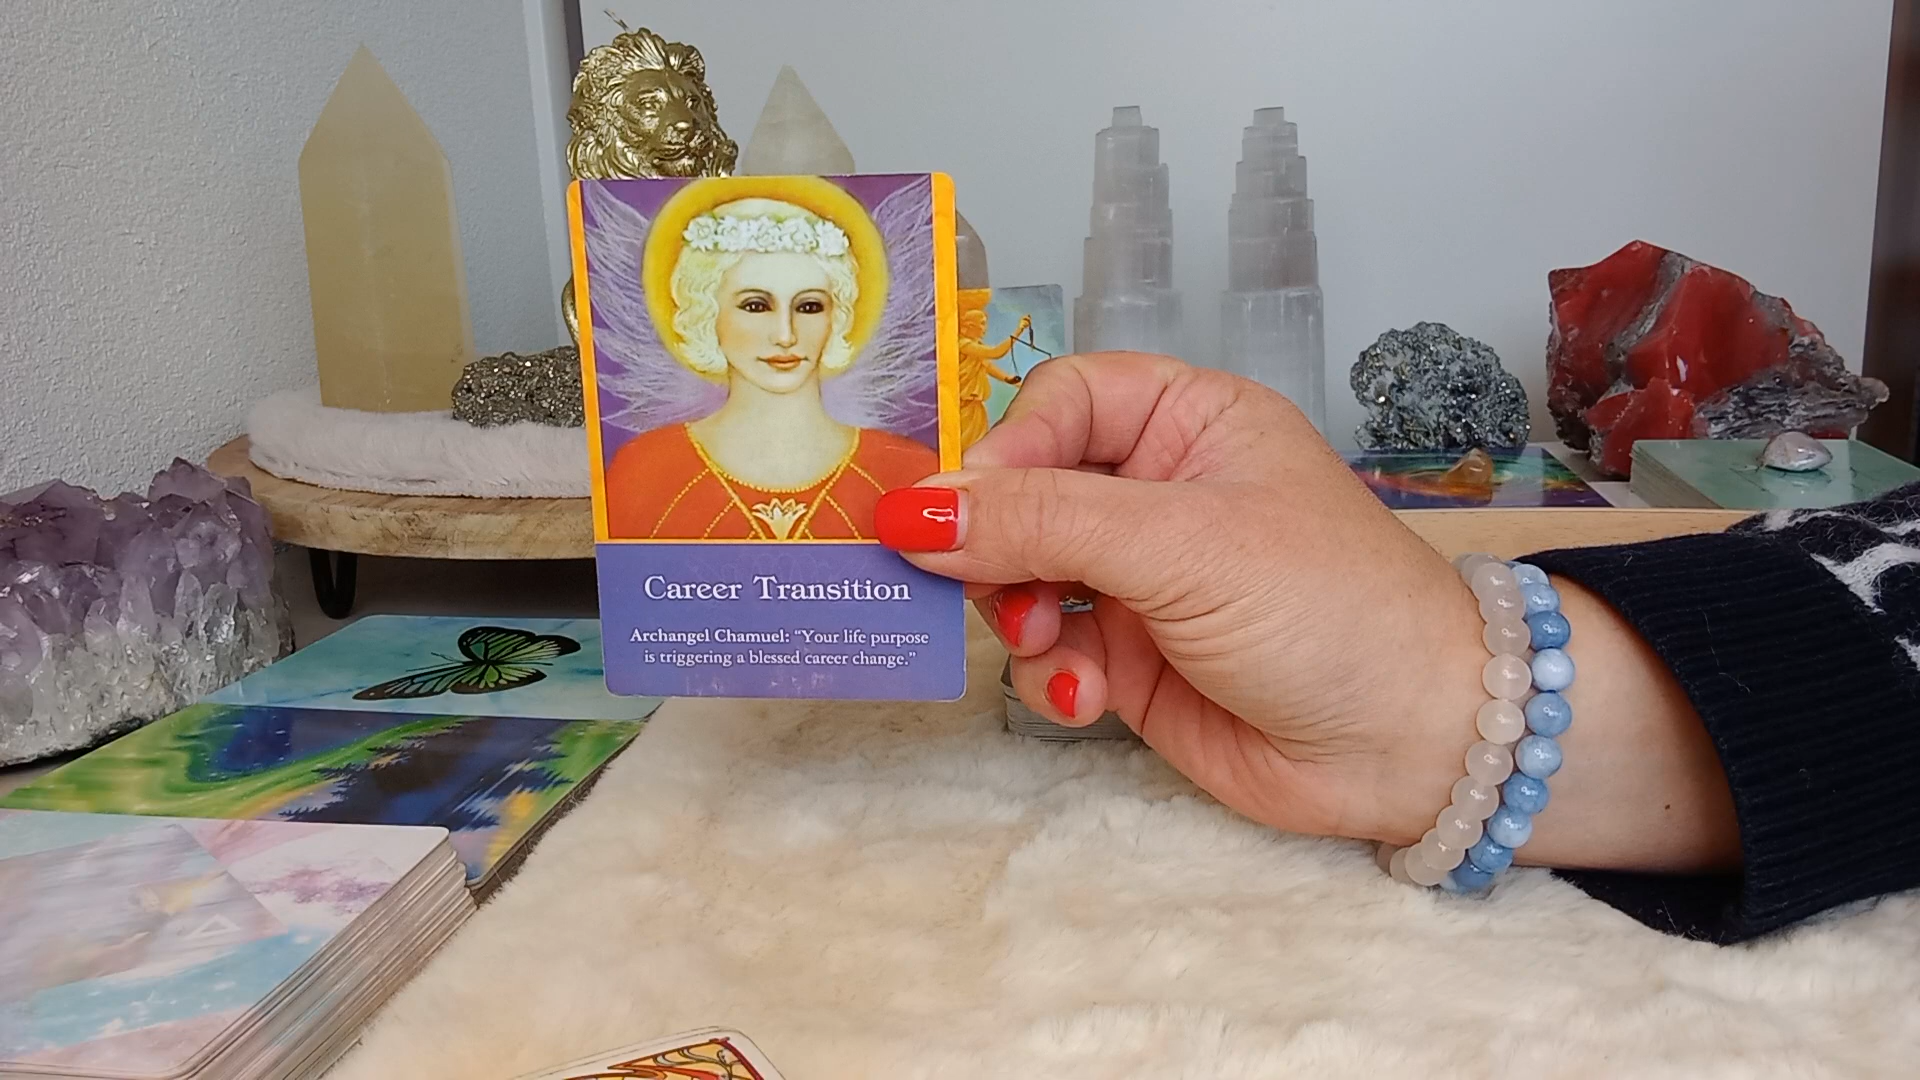 Career Transition
Archangel Chamuel: “Your life purpose
is triggering a blessed career change.”